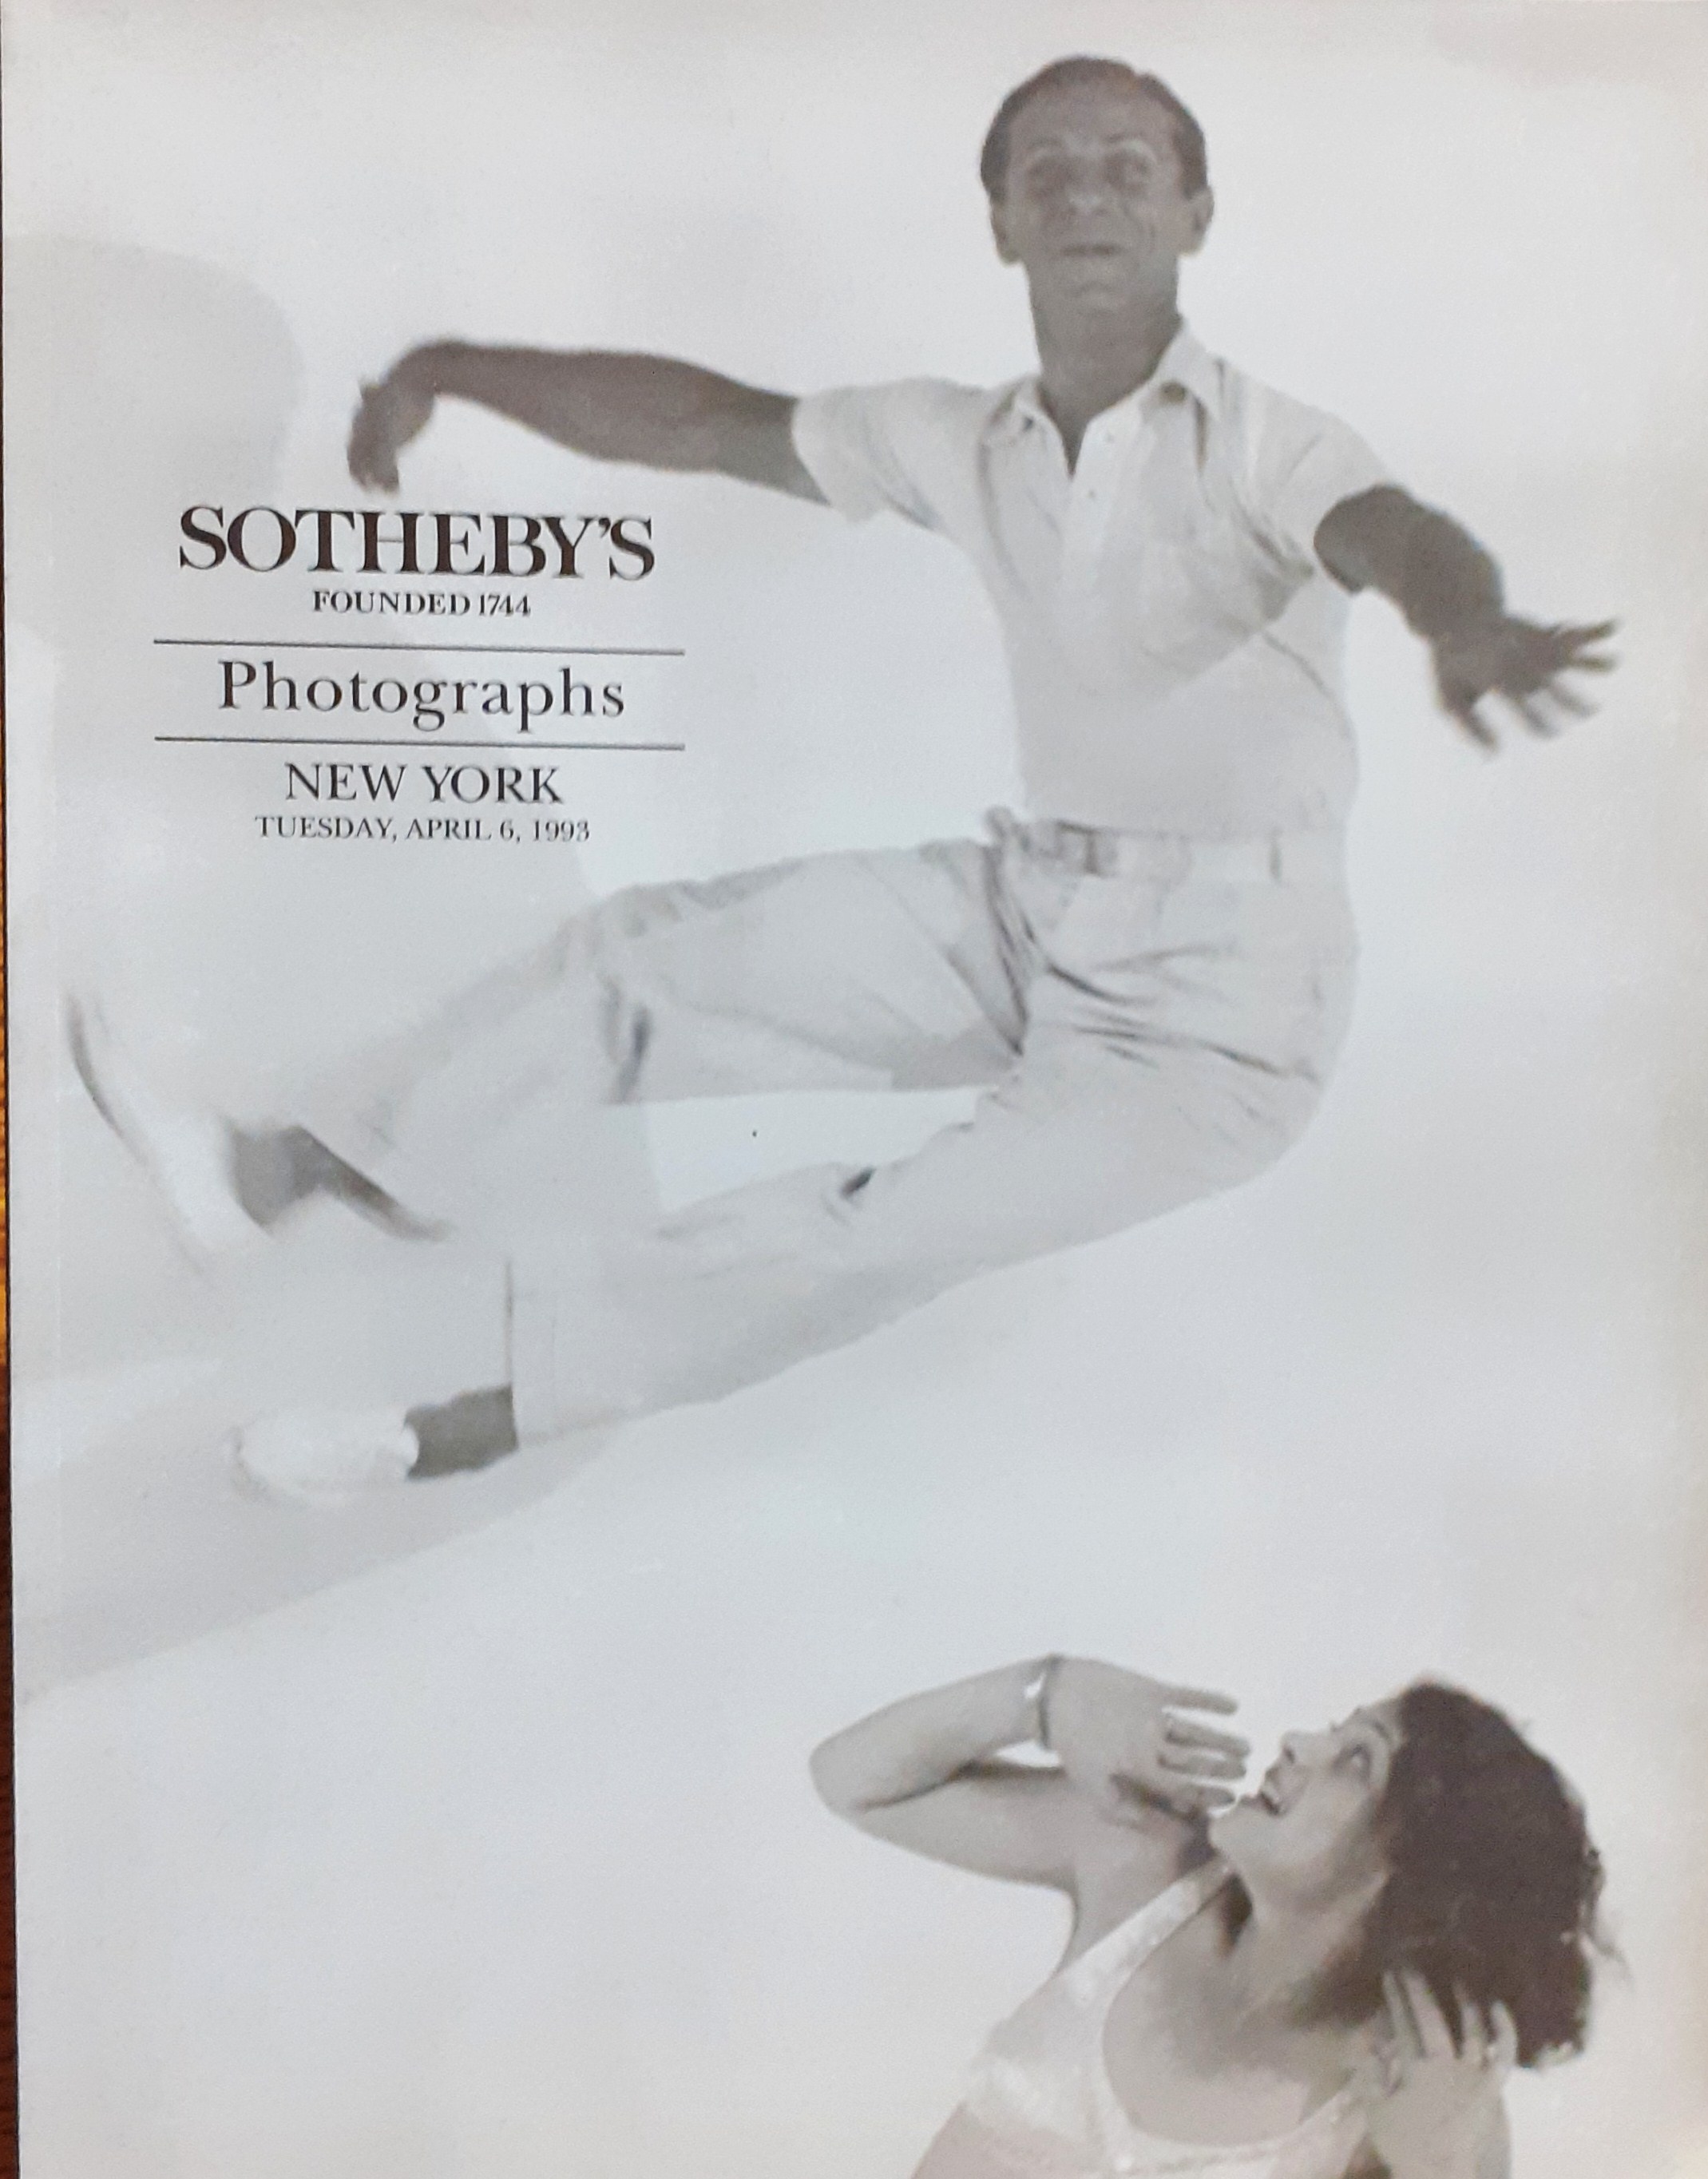 SOTHEBY'S
FOUNDED 1744
Photographs
NEW YORK
TUESDAY, APRIL 6, 1993